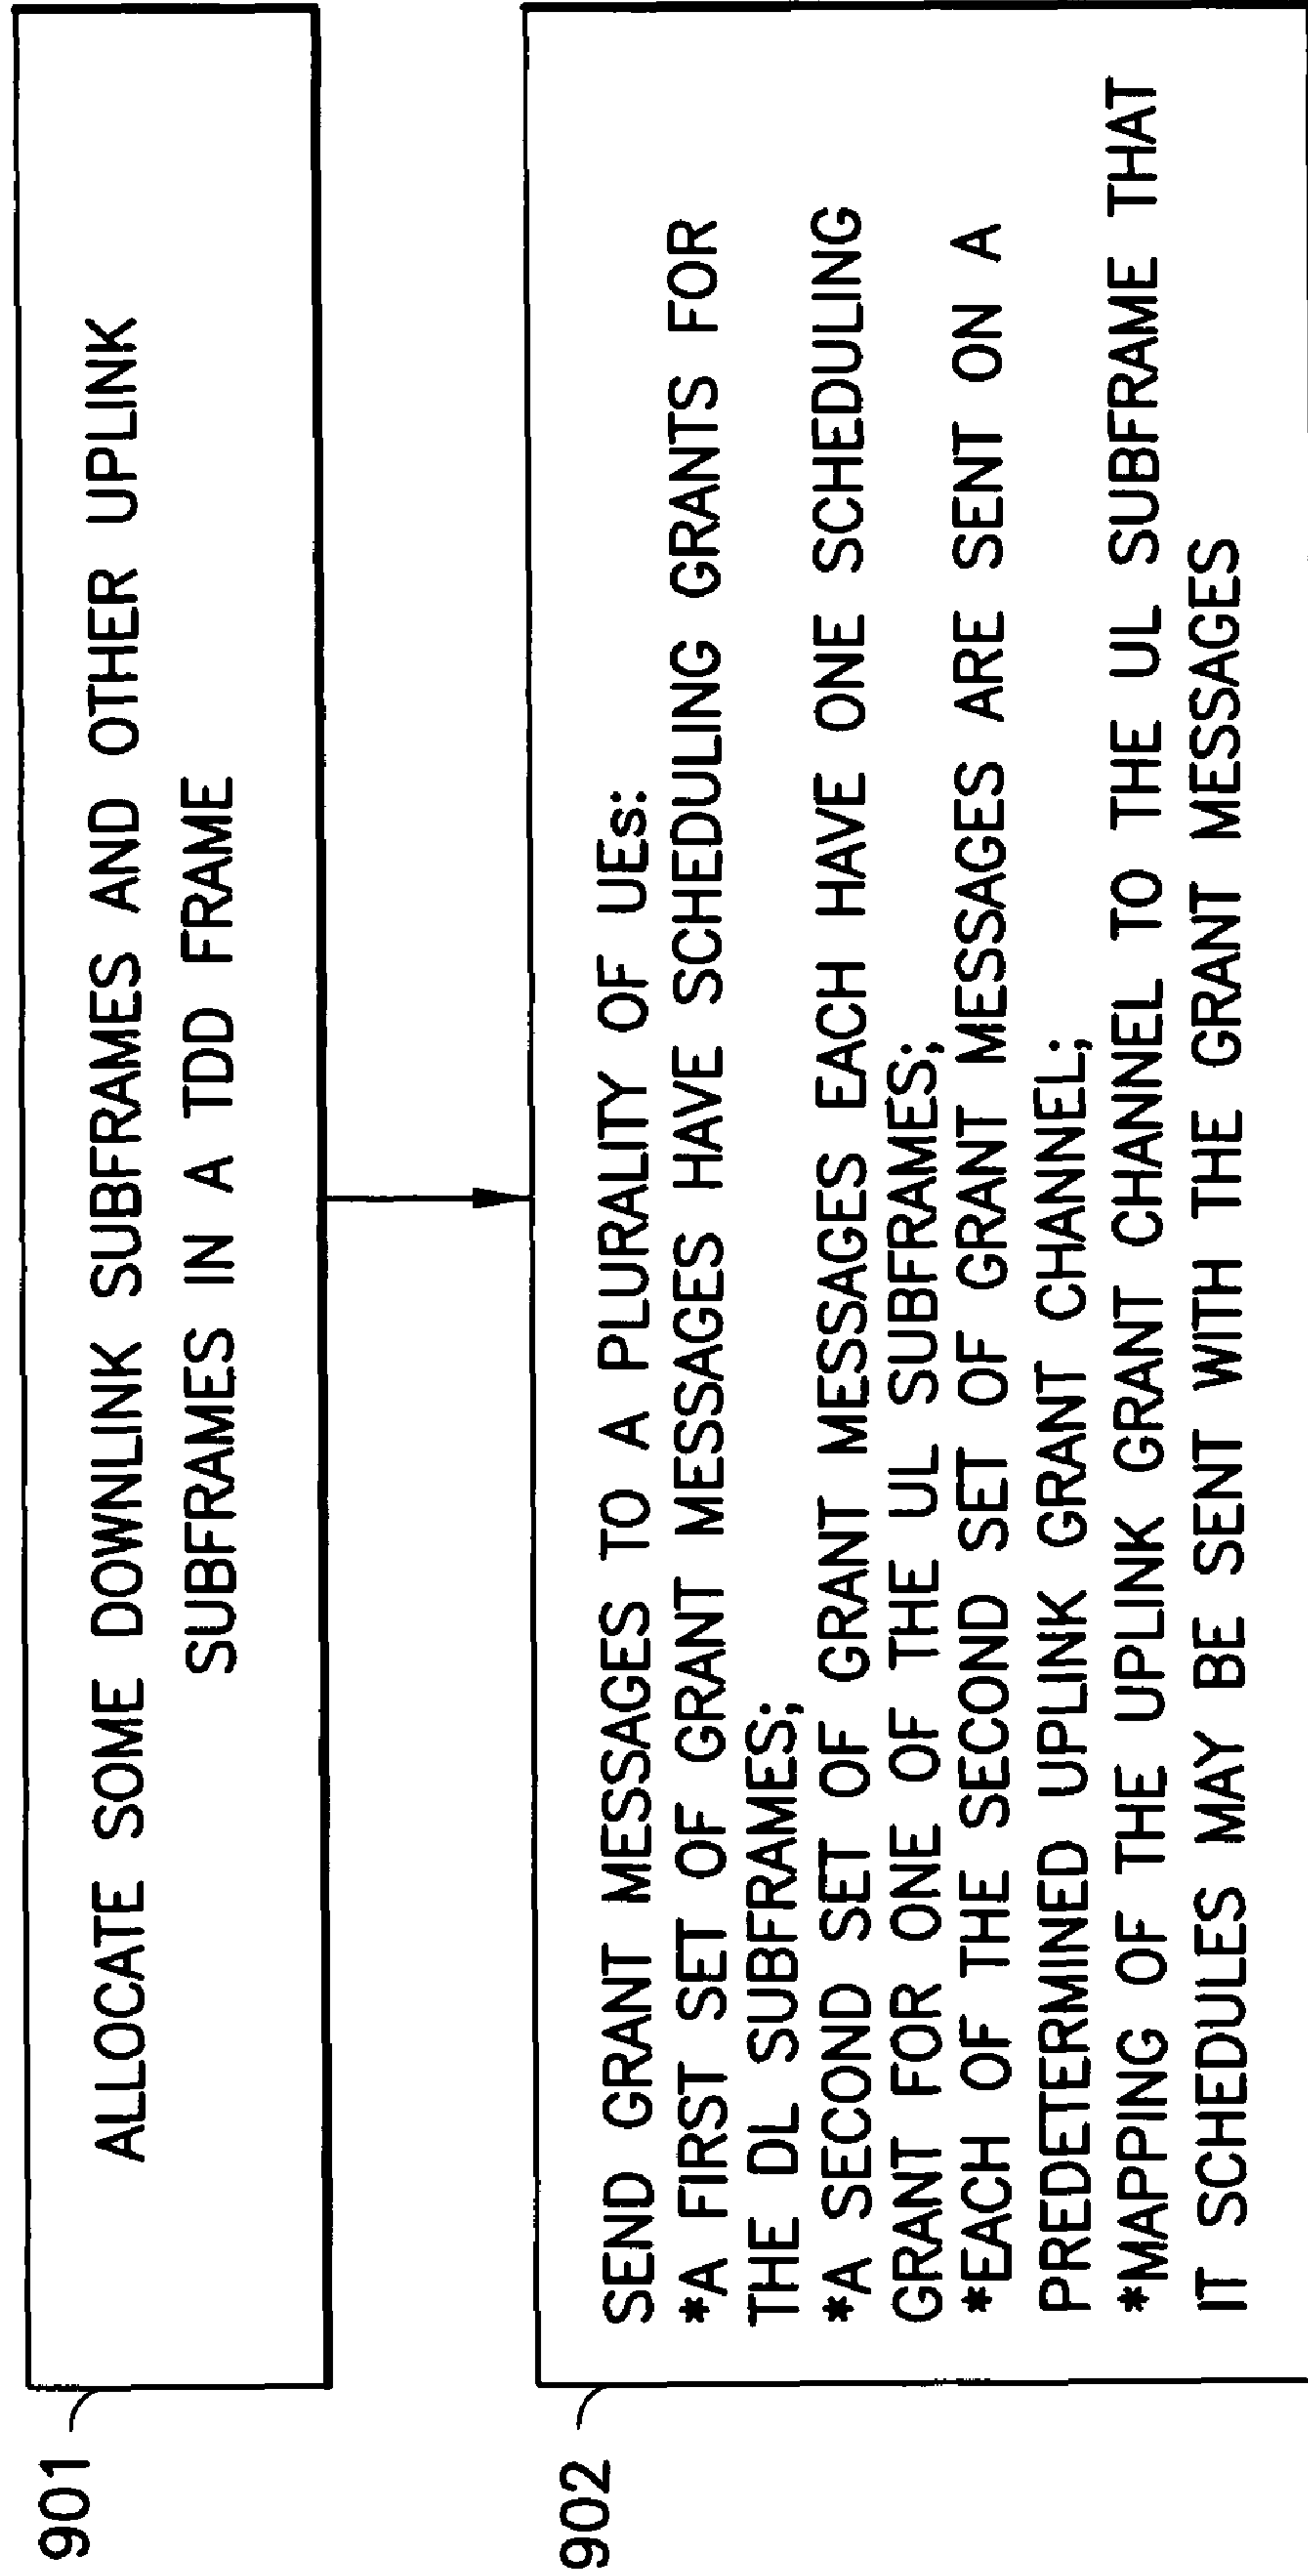 901
ALLOCATE SOME DOWNLINK SUBFRAMES AND OTHER UPLINK
SUBFRAMES IN A TDD FRAME
902
SEND GRANT MESSAGES TO A PLURALITY OF UEs:
*A FIRST SET OF GRANT MESSAGES HAVE SCHEDULING GRANTS FOR
THE DL SUBFRAMES;
*A SECOND SET OF GRANT MESSAGES EACH HAVE ONE SCHEDULING
GRANT FOR ONE OF THE UL SUBFRAMES;
*EACH OF THE SECOND SET OF GRANT MESSAGES ARE SENT ON A
PREDETERMINED UPLINK GRANT CHANNEL;
*MAPPING OF THE UPLINK GRANT CHANNEL TO THE UL SUBFRAME THAT
IT SCHEDULES MAY BE SENT WITH THE GRANT MESSAGES